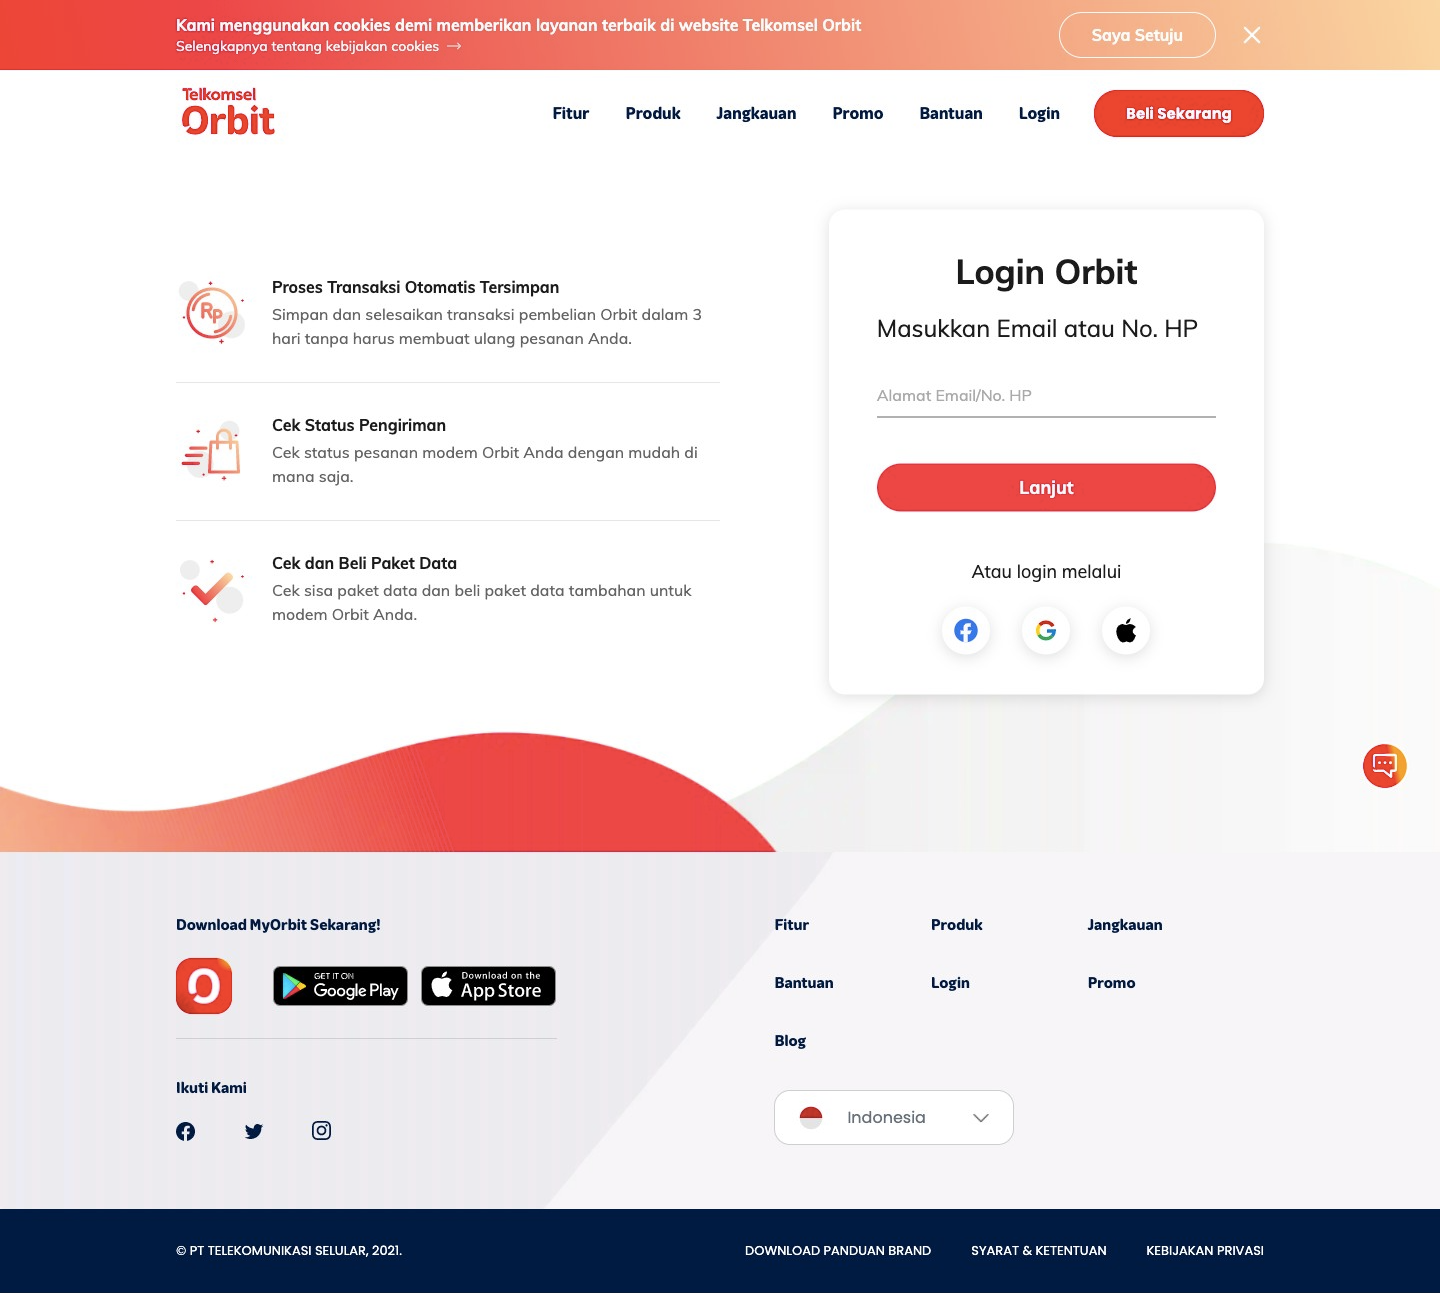 Kami menggunakan cookies demi memberikan layanan terbaik di website Telkomsel Orbit
Selengkapnya tentang kebijakan cookies →
Saya Setuju
Telkomsel
Orbit
Fitur
Produk
Jangkauan
Promo
Bantuan
Login
Beli Sekarang
Rp
Proses Transaksi Otomatis Tersimpan
Simpan dan selesaikan transaksi pembelian Orbit dalam 3
hari tanpa harus membuat ulang pesanan Anda.
Cek Status Pengiriman
Cek status pesanan modem Orbit Anda dengan mudah di
mana saja.
Cek dan Beli Paket Data
Cek sisa paket data dan beli paket data tambahan untuk
modem Orbit Anda.
Login Orbit
Masukkan Email atau No. HP
Alamat Email/No. HP
Lanjut
Atau login melalui
Download MyOrbit Sekarang!
GET IT ON
Google Play
Download on the
App Store
Ikuti Kami
Fitur
Produk
Jangkauan
Bantuan
Login
Promo
Blog
Indonesia
© PT TELEKOMUNIKASI SELULAR, 2021.
DOWNLOAD PANDUAN BRAND
SYARAT & KETENTUAN
KEBIJAKAN PRIVASI